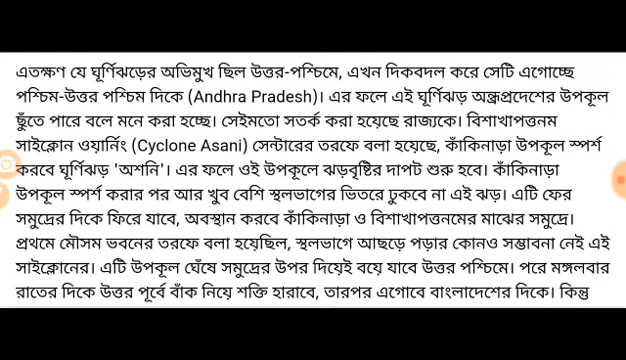 এতক্ষণ যে ঘূর্ণিঝড়ের অভিমুখ ছিল উত্তর-পশ্চিমে, এখন দিকবদল করে সেটি এগোচ্ছে
পশ্চিম-উত্তর পশ্চিম দিকে (Andhra Pradesh)। এর ফলে এই ঘূর্ণিঝড় অন্ধ্রপ্রদেশের উপকূল
ছুঁতে পারে বলে মনে করা হচ্ছে। সেইমতো সতর্ক করা হয়েছে রাজ্যকে। বিশাখাপত্তনম
সাইক্লোন ওয়ার্নিং (Cyclone Asani) সেন্টারের তরফে বলা হয়েছে, কাঁকিনাড়া উপকূল স্পর্শ
করবে ঘূর্ণিঝড় 'অশনি'। এর ফলে ওই উপকূলে ঝড়বৃষ্টির দাপট শুরু হবে। কাঁকিনাড়া
উপকূল স্পর্শ করার পর আর খুব বেশি স্থলভাগের ভিতরে ঢুকবে না এই ঝড়। এটি ফের
সমুদ্রের দিকে ফিরে যাবে, অবস্থান করবে কাঁকিনাড়া ও বিশাখাপত্তনমের মাঝের সমুদ্রে।
প্রথমে মৌসম ভবনের তরফে বলা হয়েছিল, স্থলভাগে আছড়ে পড়ার কোনও সম্ভাবনা নেই এই
সাইক্লোনের। এটি উপকূল ঘেঁষে সমুদ্রের উপর দিয়েই বয়ে যাবে উত্তর পশ্চিমে। পরে মঙ্গলবার
রাতের দিকে উত্তর পূর্বে বাঁক নিয়ে শক্তি হারাবে, তারপর এগোবে বাংলাদেশের দিকে। কিন্তু